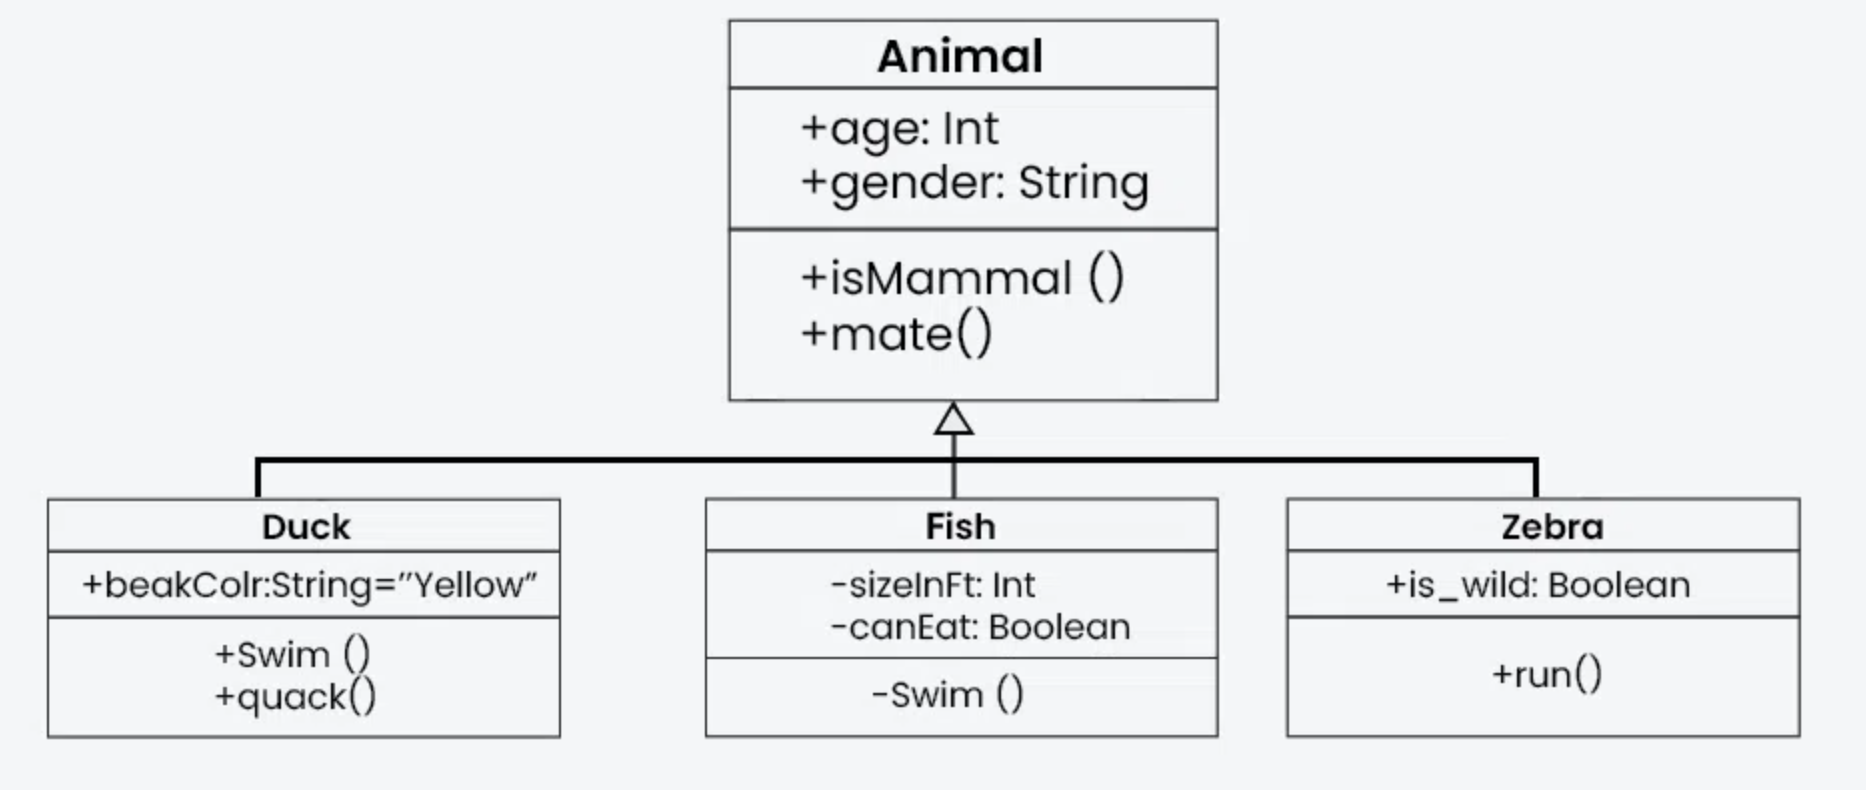 Animal
+age: Int
+gender: String
+isMammal ()
+mate()
Duck
+beakColr:String=″Yellow″
+Swim ()
+quack()
Fish
-sizeInFt: Int
-canEat: Boolean
-Swim ()
Zebra
+is_wild: Boolean
+run()